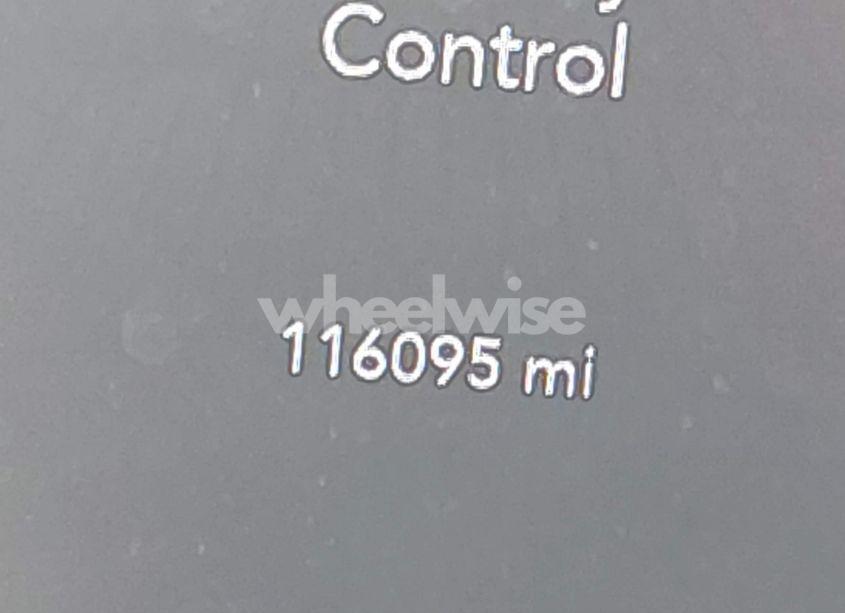 Control
wheelwise
116095 mi